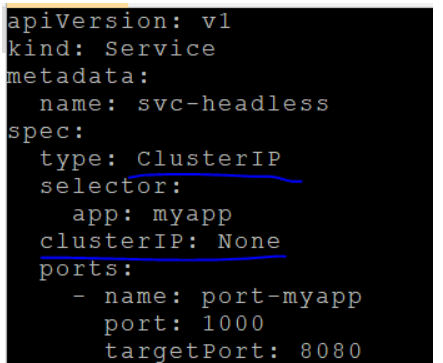 apiVersion: v1
kind: Service
metadata:
  name: svc-headless
spec:
  type: ClusterIP
  selector:
    app: myapp
  clusterIP: None
  ports:
    - name: port-myapp
      port: 1000
      targetPort: 8080